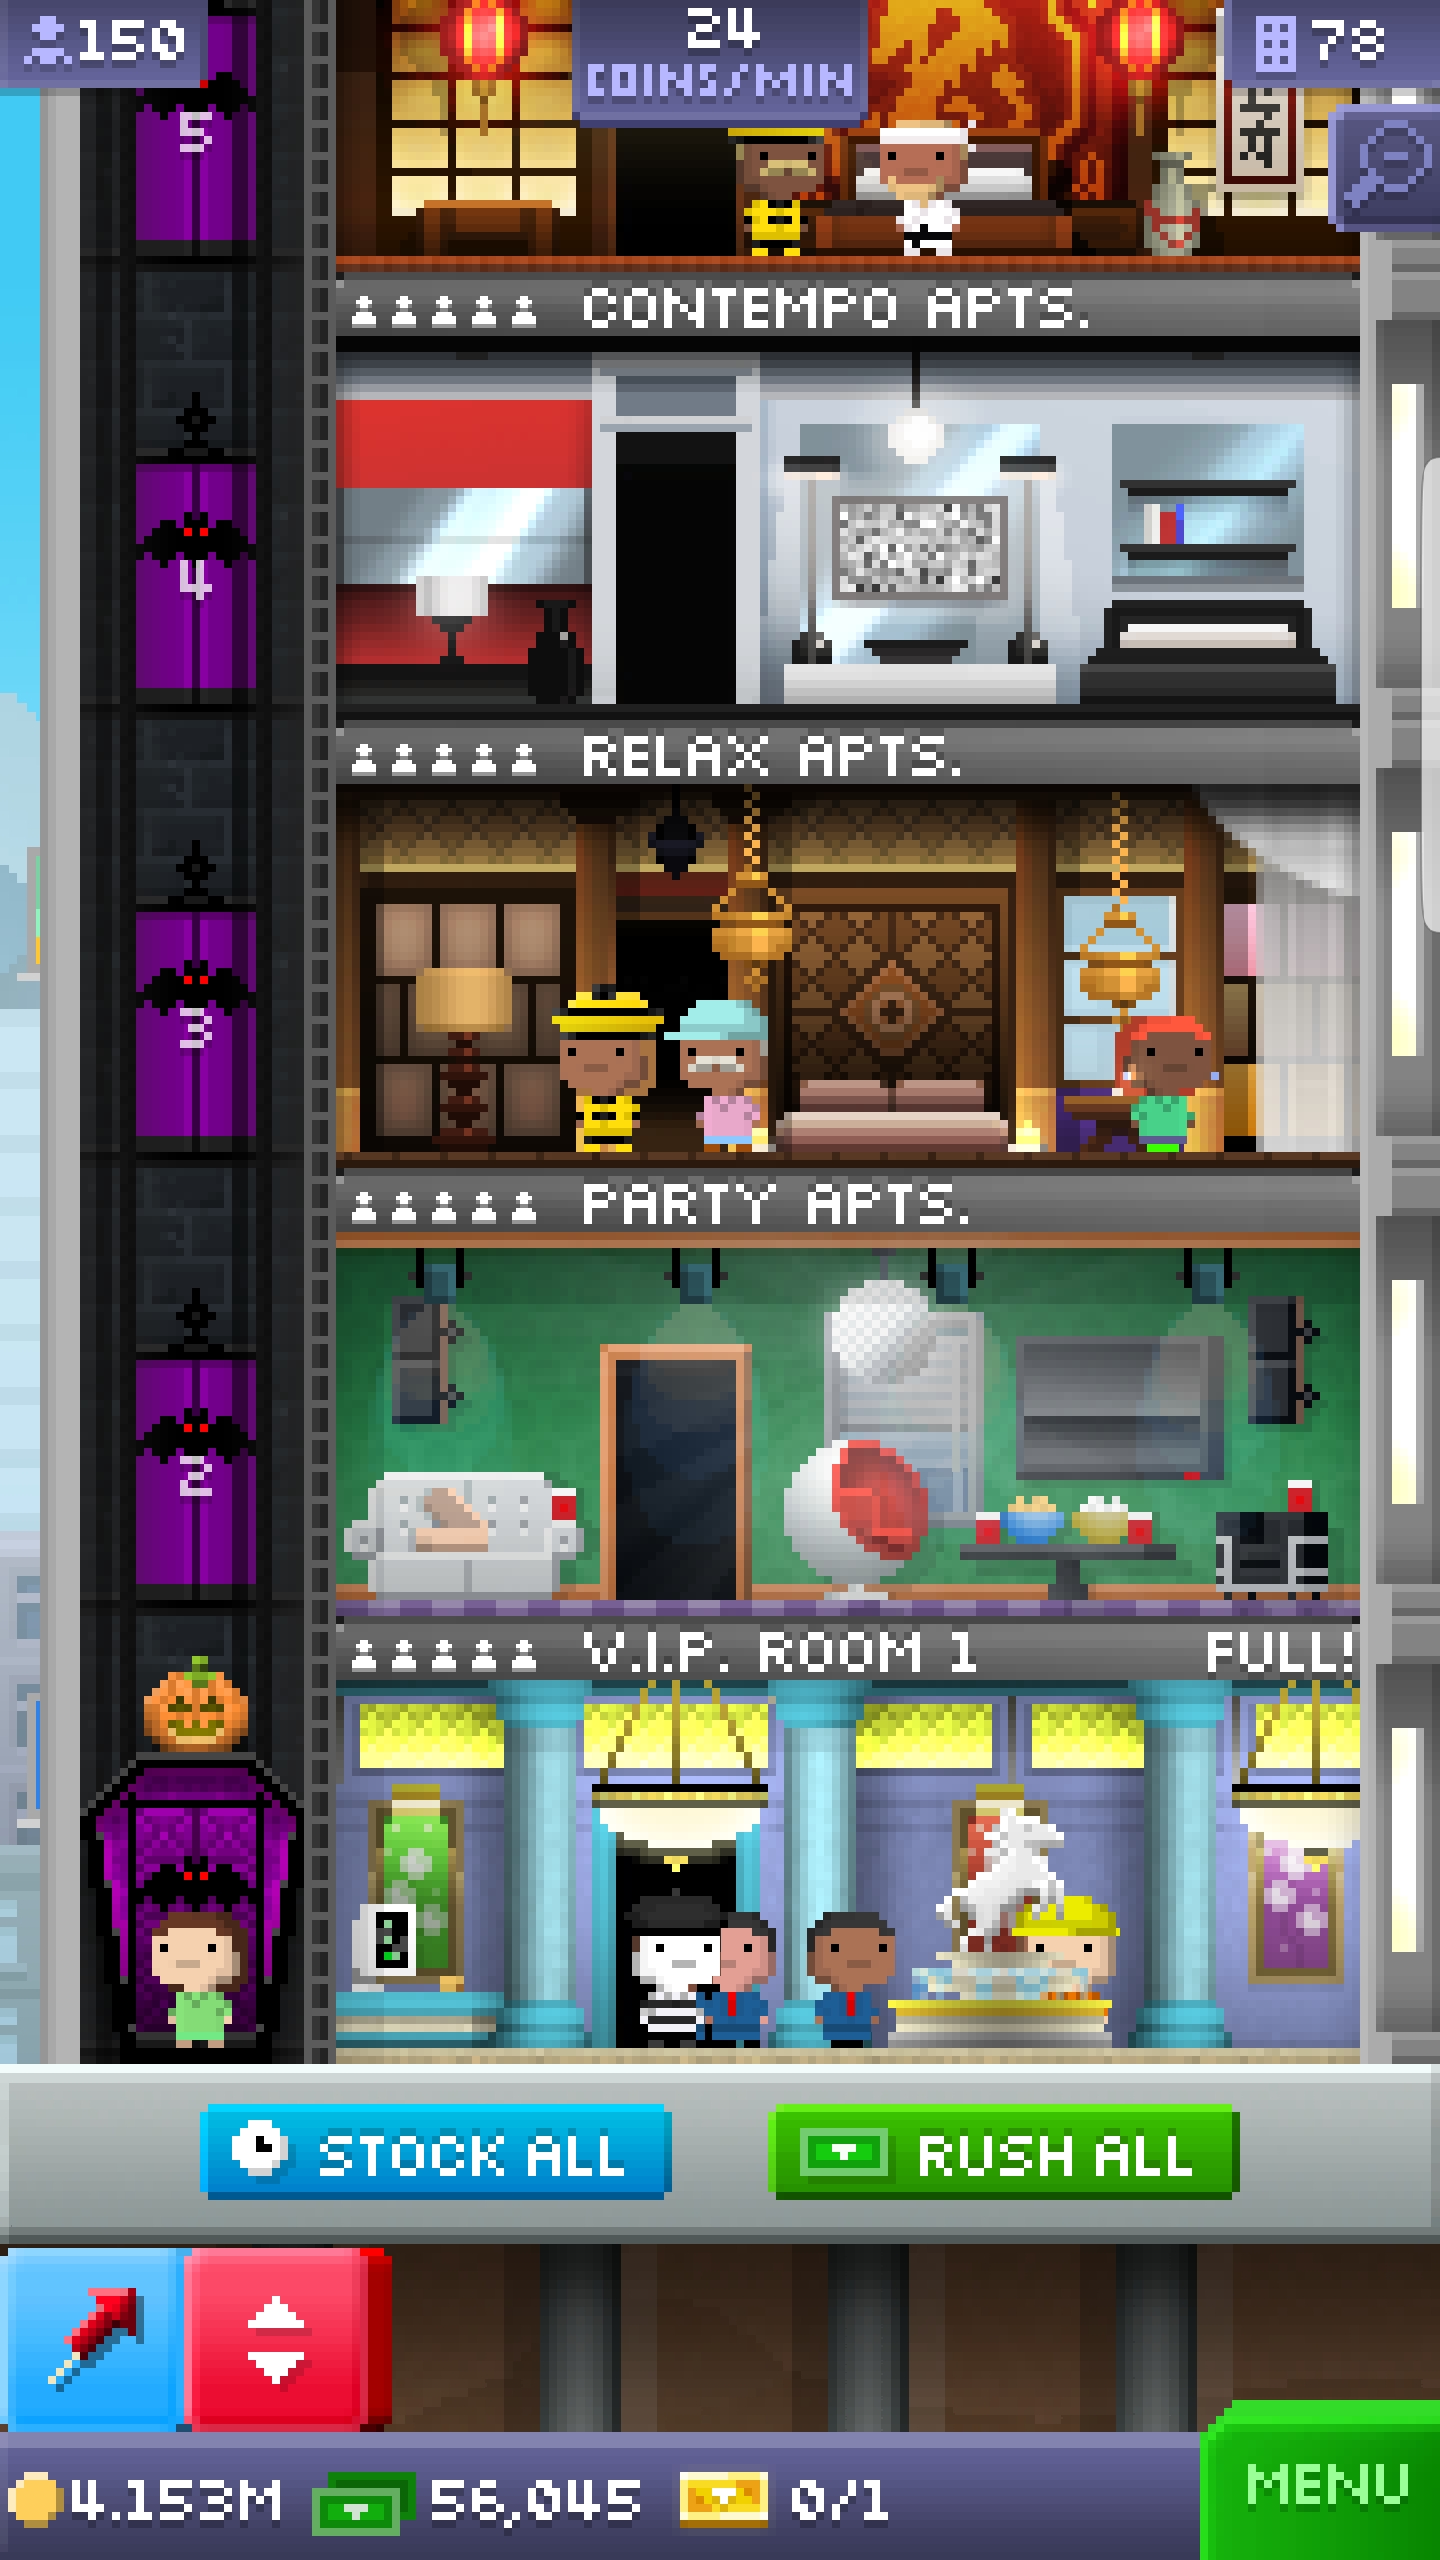 150
24
COINS/MIN
78
5
CONTEMPO APTS.
4
RELAX APTS.
3
PARTY APTS.
2
V.I.P. ROOM 1 FULL!
STOCK ALL
RUSH ALL
4.153M 56,045 0/1
MENU